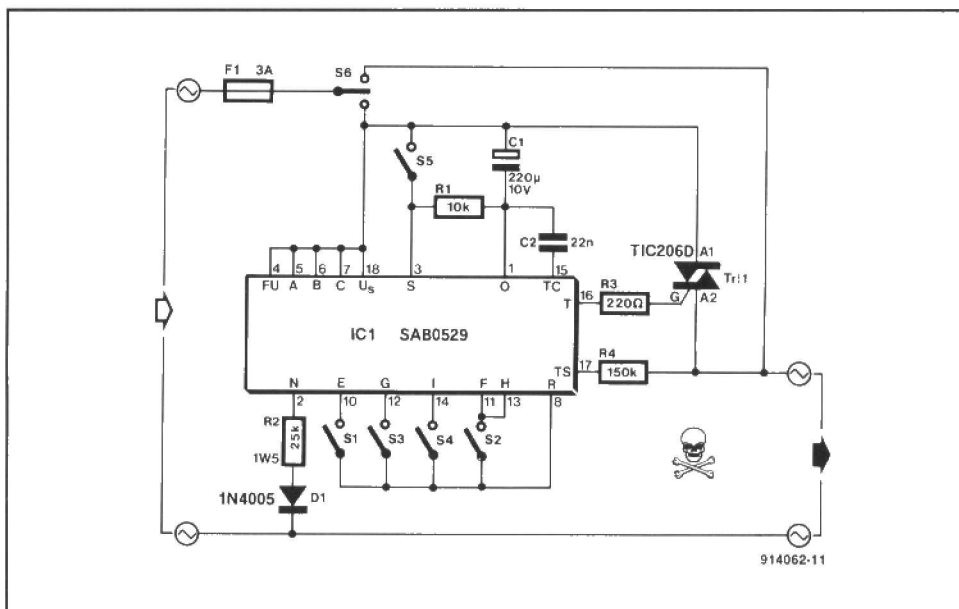 F1 3A
S6
S5
C1
220µ
10V
R1
10k
C2 22n
TIC206D A1
Tri1
G A2
4 5 6 7 18 3 1 15
FU A B C Us S O TC
T 16
R3
220Ω
IC1 SAB0529
TS 17
R4
150k
N E G I F H R
2 10 12 14 11 13 8
R2
25k
1W5
S1 S3 S4 S2
1N4005 D1
914062-11